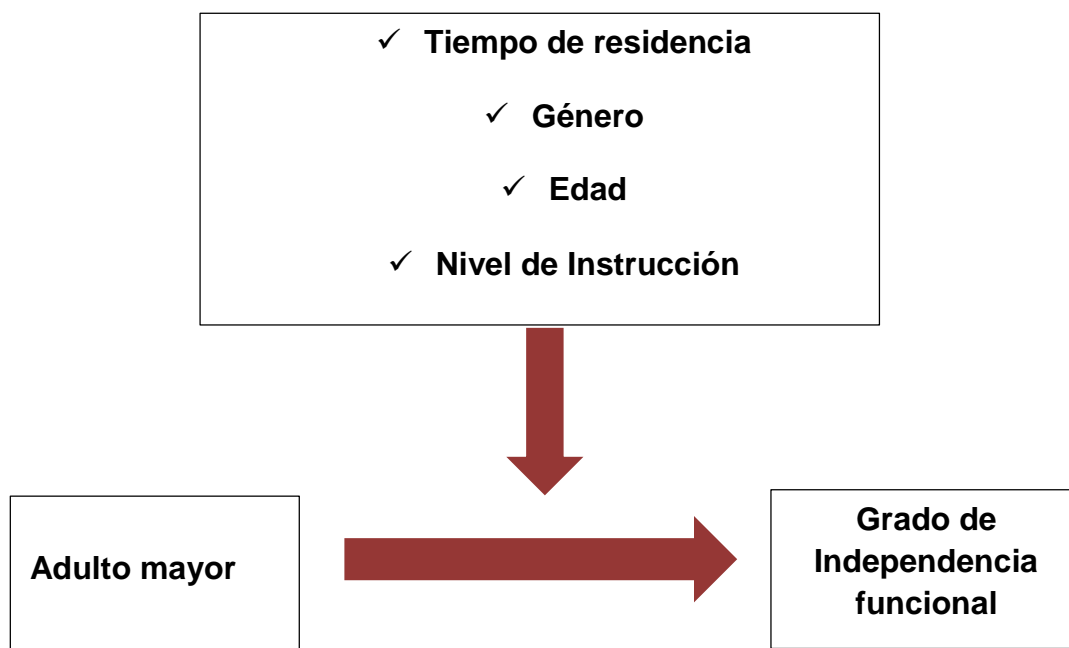 ✓ Tiempo de residencia
✓ Género
✓ Edad
✓ Nivel de Instrucción
Adulto mayor
Grado de
Independencia
funcional